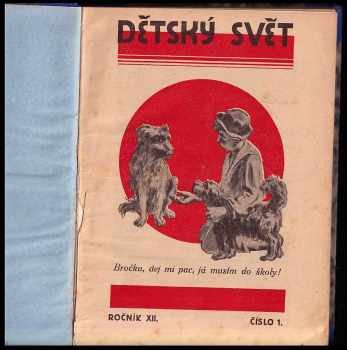 DĚTSKÝ SVĚT
Bročku, dej mi pac, já musím do školy!
ROČNÍK XII.
ČÍSLO 1.